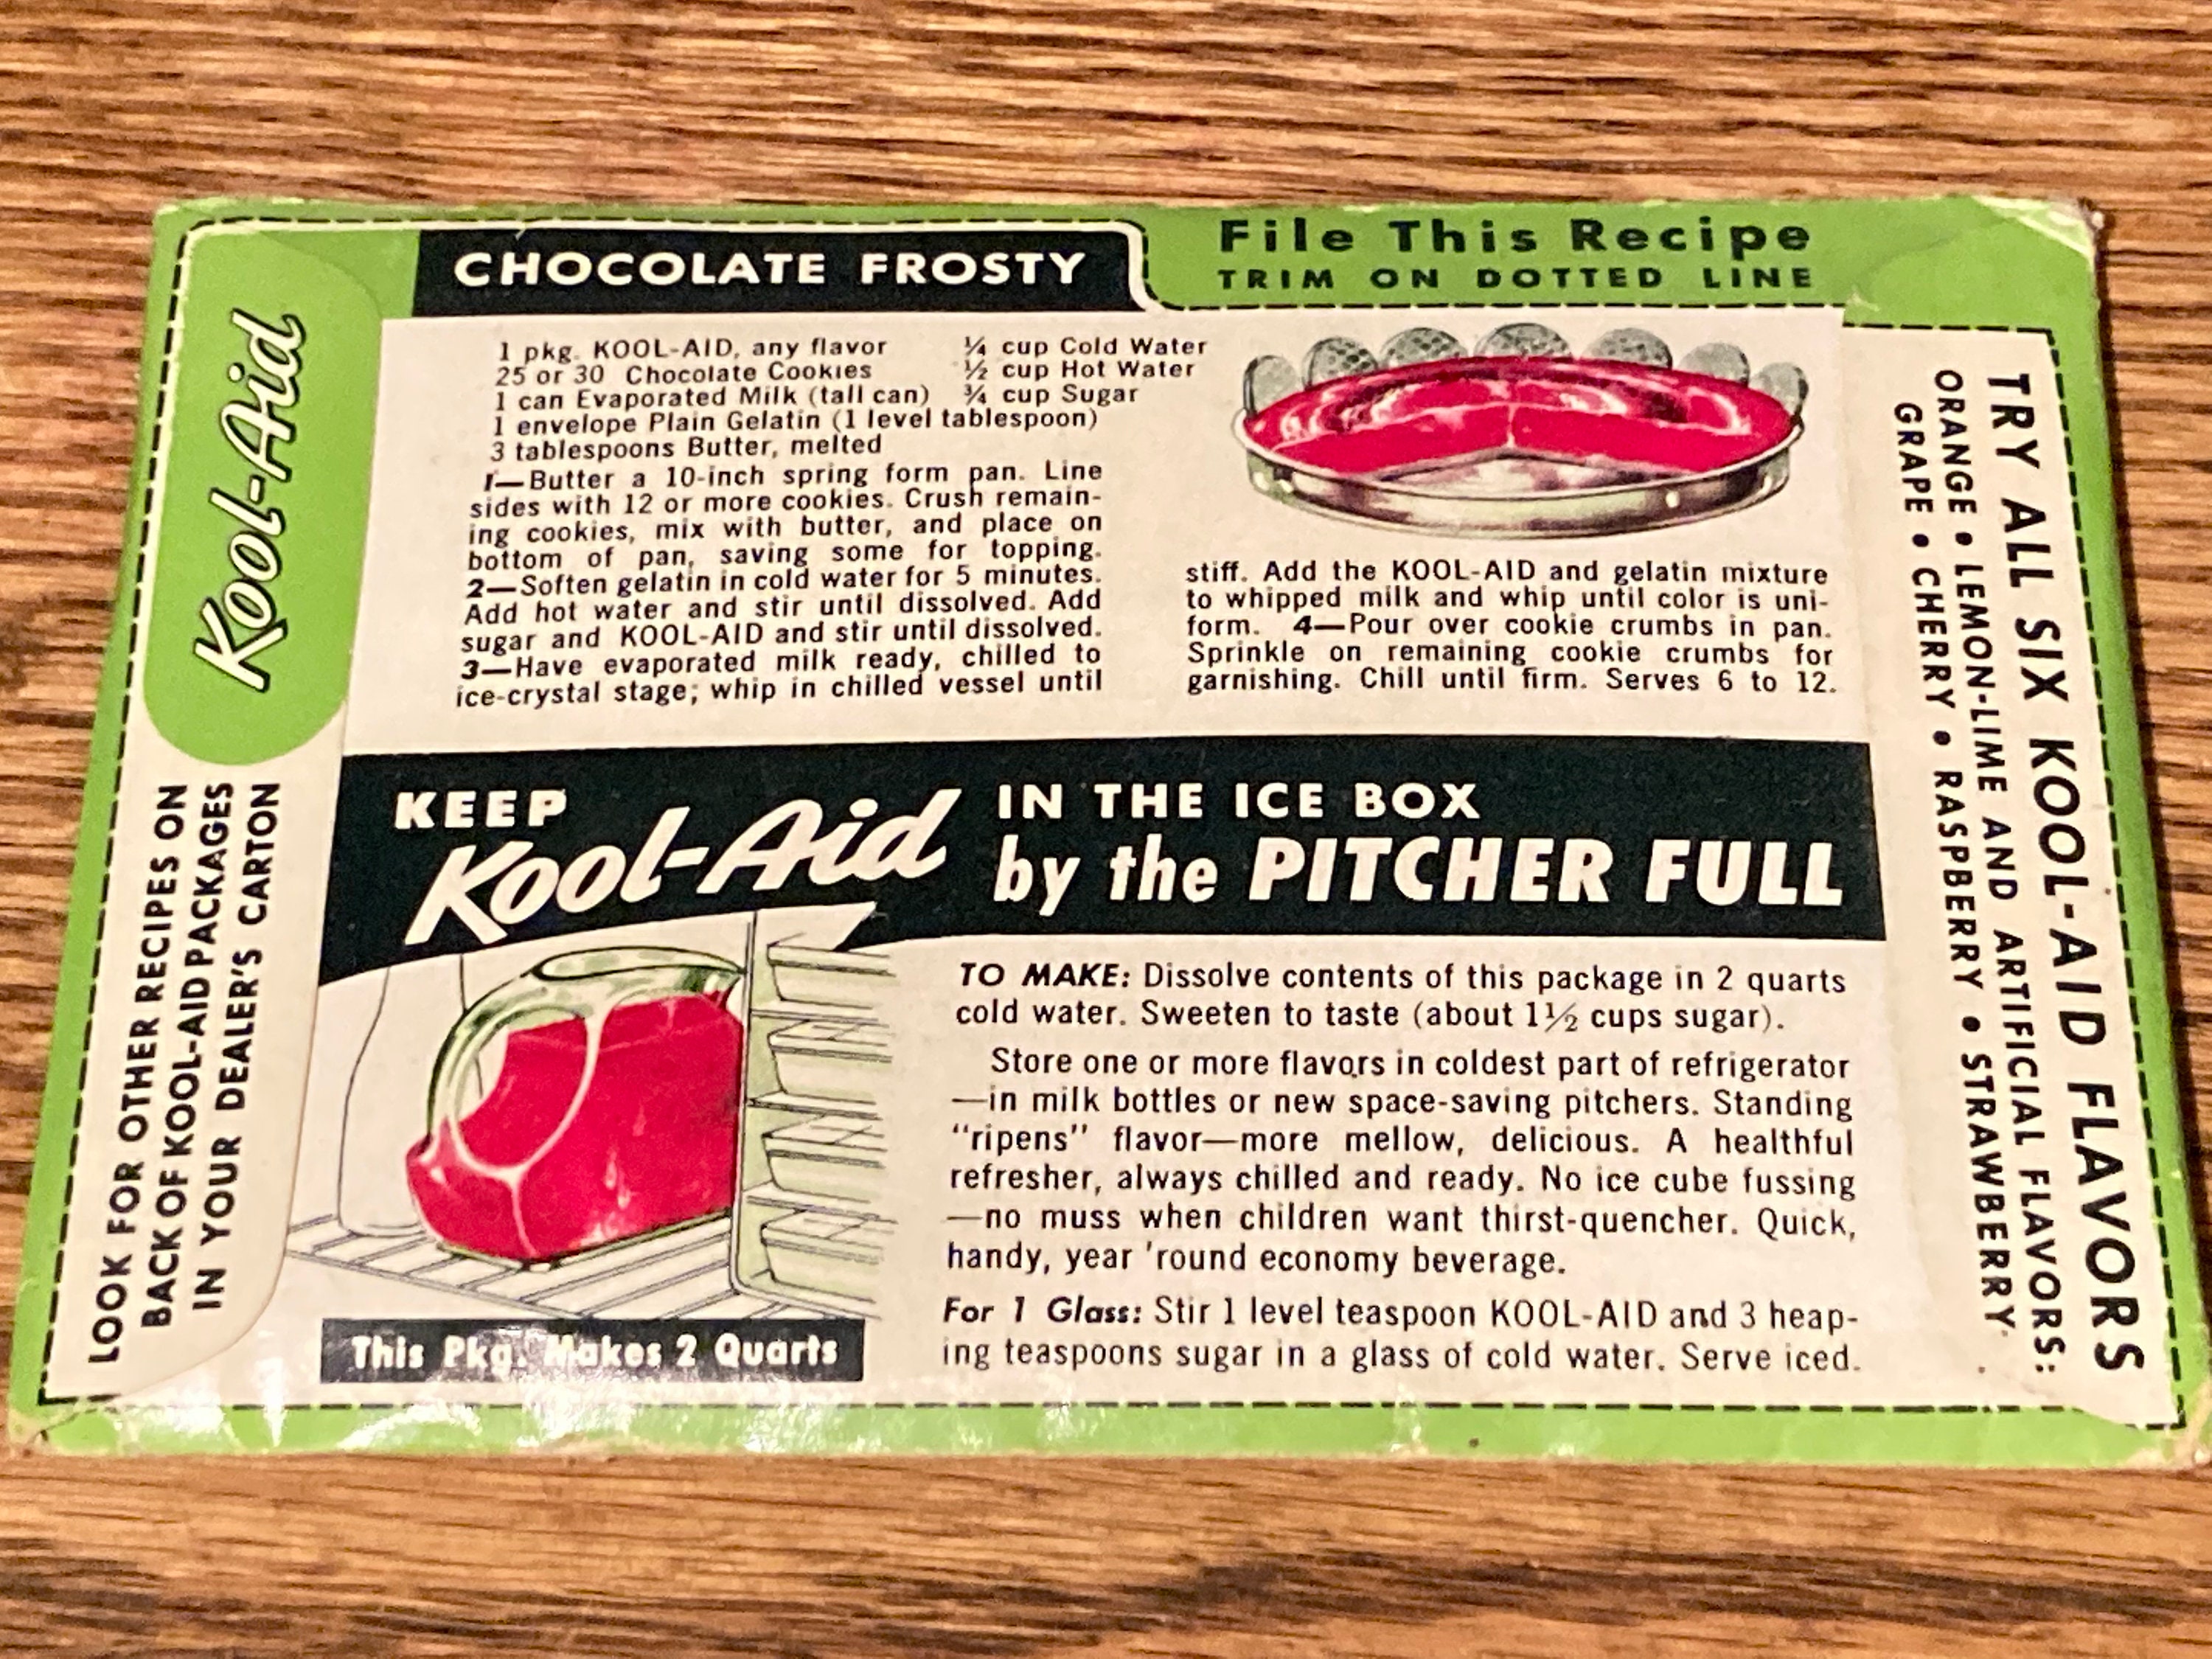 CHOCOLATE FROSTY
File This Recipe
TRIM ON DOTTED LINE
Kool-Aid
1 pkg. KOOL-AID, any flavor
25 or 30 Chocolate Cookies
1 can Evaporated Milk (tall can)
1 envelope Plain Gelatin (1 level tablespoon)
3 tablespoons Butter, melted
¼ cup Cold Water
½ cup Hot Water
¾ cup Sugar
1—Butter a 10-inch spring form pan. Line
sides with 12 or more cookies. Crush remain-
ing cookies, mix with butter, and place on
bottom of pan, saving some for topping.
2—Soften gelatin in cold water for 5 minutes.
Add hot water and stir until dissolved. Add
sugar and KOOL-AID and stir until dissolved.
3—Have evaporated milk ready, chilled to
ice-crystal stage; whip in chilled vessel until
stiff. Add the KOOL-AID and gelatin mixture
to whipped milk and whip until color is uni-
form. 4—Pour over cookie crumbs in pan.
Sprinkle on remaining cookie crumbs for
garnishing. Chill until firm. Serves 6 to 12.
LOOK FOR OTHER RECIPES ON
BACK OF KOOL-AID PACKAGES
IN YOUR DEALER'S CARTON
KEEP
Kool-Aid
IN THE ICE BOX
by the PITCHER FULL
TO MAKE: Dissolve contents of this package in 2 quarts
cold water. Sweeten to taste (about 1½ cups sugar).
Store one or more flavors in coldest part of refrigerator
—in milk bottles or new space-saving pitchers. Standing
"ripens" flavor—more mellow, delicious. A healthful
refresher, always chilled and ready. No ice cube fussing
—no muss when children want thirst-quencher. Quick,
handy, year 'round economy beverage.
For 1 Glass: Stir 1 level teaspoon KOOL-AID and 3 heap-
ing teaspoons sugar in a glass of cold water. Serve iced.
This Pkg. Makes 2 Quarts
TRY ALL SIX KOOL-AID FLAVORS
ORANGE • LEMON-LIME AND ARTIFICIAL FLAVORS:
GRAPE • CHERRY • RASPBERRY • STRAWBERRY